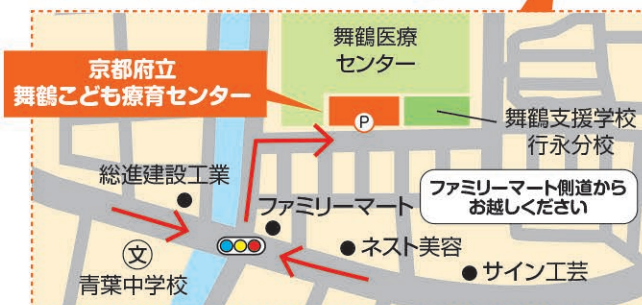 舞鶴医療
センター
京都府立
舞鶴こども療育センター
P
舞鶴支援学校
行永分校
総進建設工業
ファミリーマート側道から
お越しください
ファミリーマート
文
青葉中学校
ネスト美容
サイン工芸